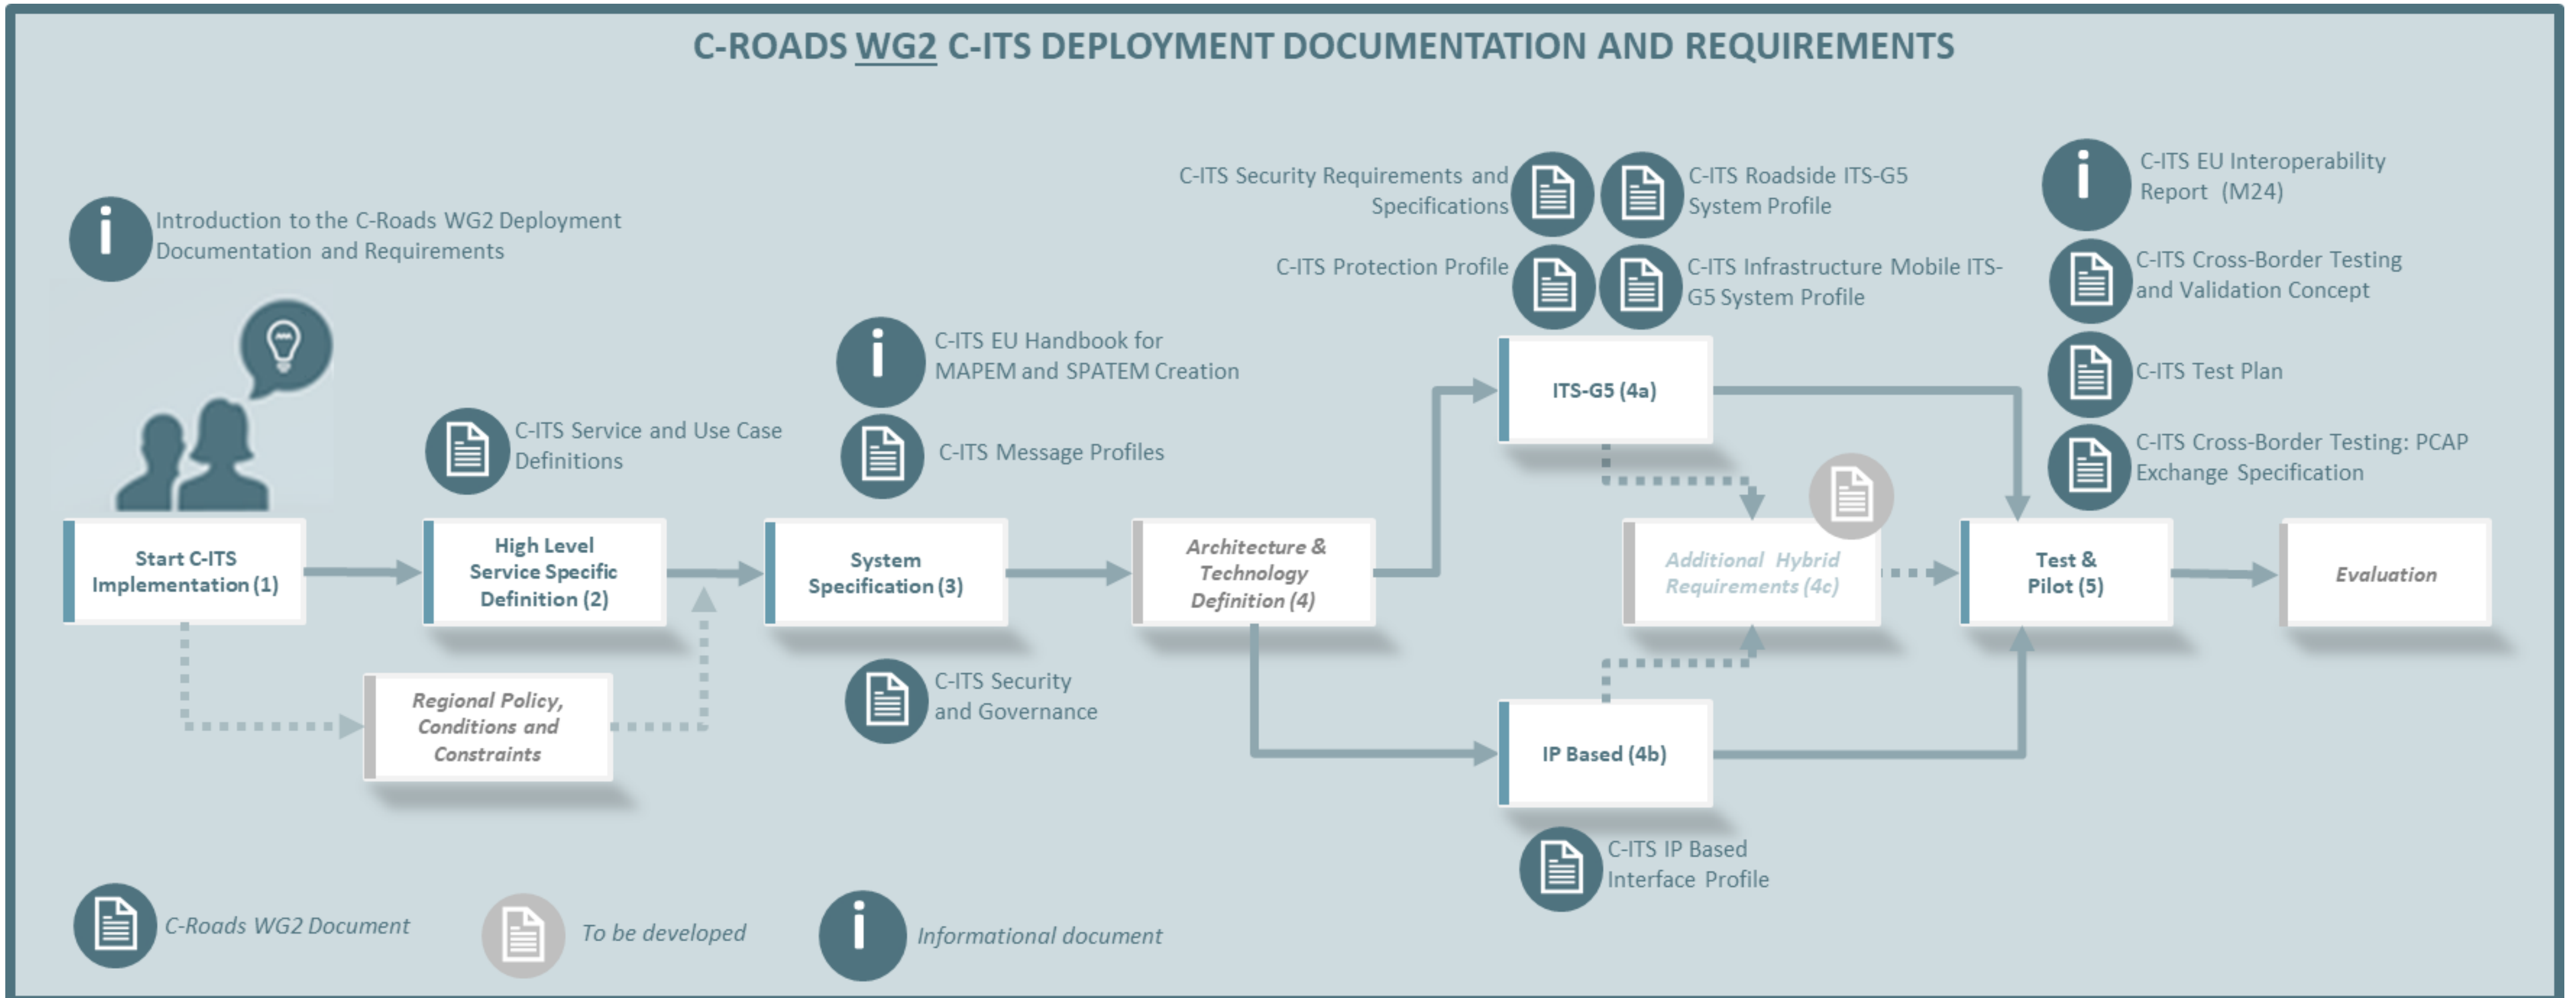 C-ROADS WG2 C-ITS DEPLOYMENT DOCUMENTATION AND REQUIREMENTS
Introduction to the C-Roads WG2 Deployment
Documentation and Requirements
C-ITS Service and Use Case
Definitions
C-ITS EU Handbook for
MAPEM and SPATEM Creation
C-ITS Message Profiles
C-ITS Security Requirements and
Specifications
C-ITS Roadside ITS-G5
System Profile
C-ITS Protection Profile
C-ITS Infrastructure Mobile ITS-
G5 System Profile
C-ITS EU Interoperability
Report (M24)
C-ITS Cross-Border Testing
and Validation Concept
C-ITS Test Plan
C-ITS Cross-Border Testing: PCAP
Exchange Specification
Start C-ITS
Implementation (1)
High Level
Service Specific
Definition (2)
System
Specification (3)
Architecture &
Technology
Definition (4)
ITS-G5 (4a)
Additional Hybrid
Requirements (4c)
Test &
Pilot (5)
Evaluation
Regional Policy,
Conditions and
Constraints
C-ITS Security
and Governance
IP Based (4b)
C-ITS IP Based
Interface Profile
C-Roads WG2 Document
To be developed
Informational document